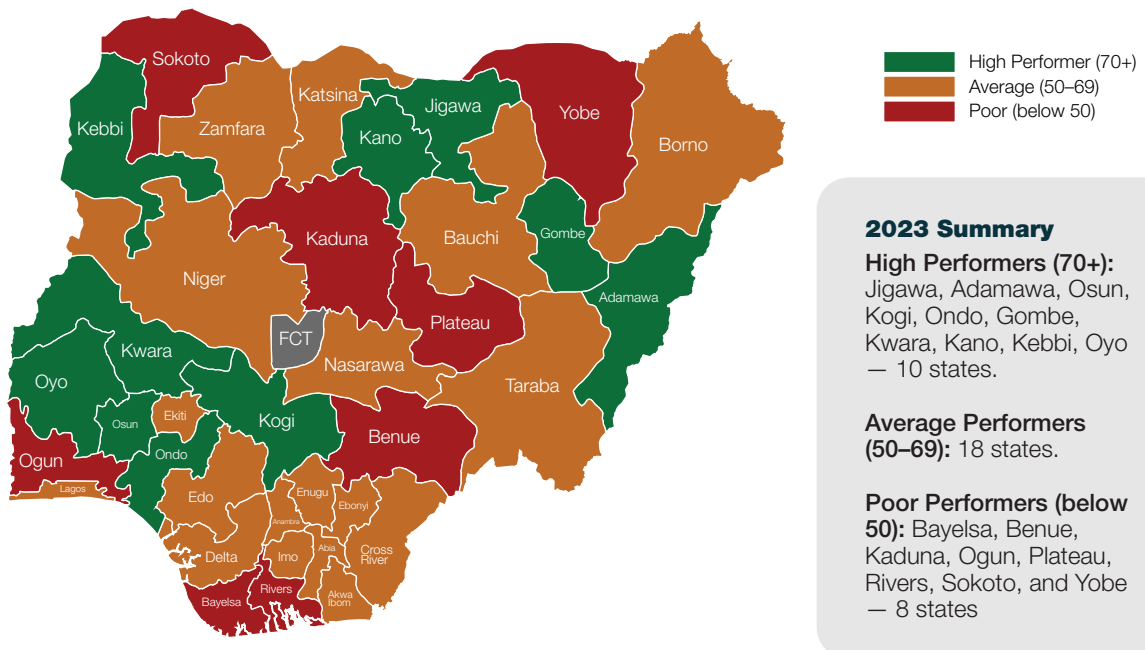 Sokoto
Katsina
Jigawa
Yobe
Kebbi
Zamfara
Kano
Borno
Kaduna
Bauchi
Gombe
Niger
Adamawa
Plateau
FCT
Kwara
Nasarawa
Oyo
Taraba
Osun
Ekiti
Kogi
Benue
Ondo
Ogun
Lagos
Edo
Enugu
Ebonyi
Anambra
Delta
Imo
Abia
Cross
River
Bayelsa
Rivers
Akwa
Ibom
High Performer (70+)
Average (50–69)
Poor (below 50)
2023 Summary
High Performers (70+):
Jigawa, Adamawa, Osun,
Kogi, Ondo, Gombe,
Kwara, Kano, Kebbi, Oyo
— 10 states.
Average Performers
(50–69): 18 states.
Poor Performers (below
50): Bayelsa, Benue,
Kaduna, Ogun, Plateau,
Rivers, Sokoto, and Yobe
— 8 states